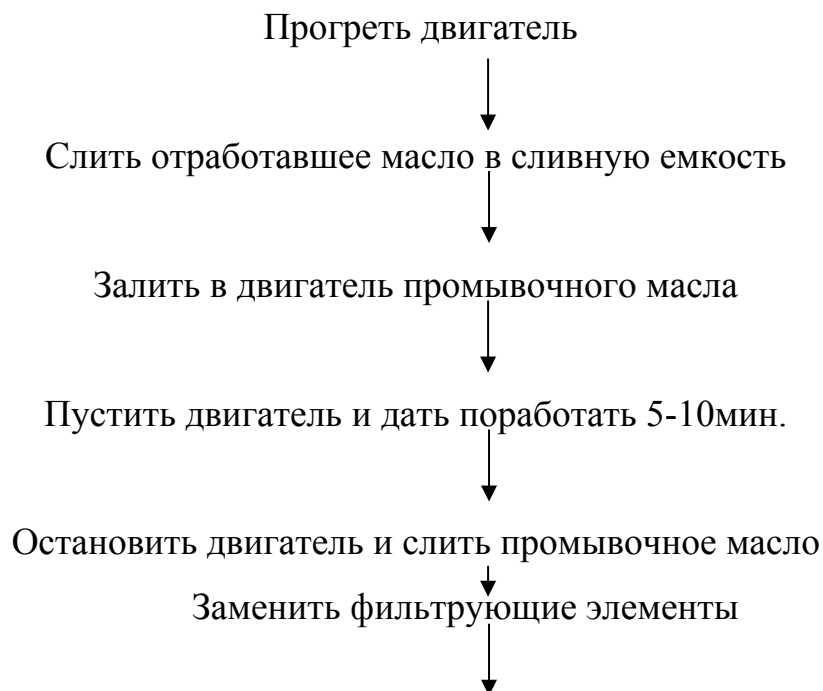 Прогреть двигатель
Слить отработавшее масло в сливную емкость
Залить в двигатель промывочного масла
Пустить двигатель и дать поработать 5-10мин.
Остановить двигатель и слить промывочное масло
Заменить фильтрующие элементы